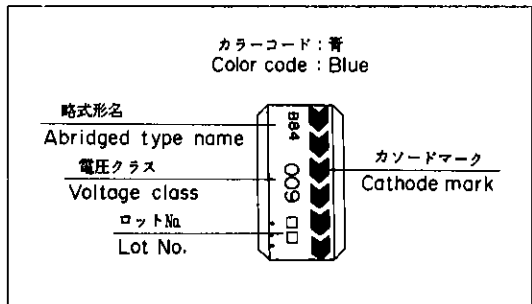 カラーコード：青
Color code : Blue
略式形名
Abridged type name
電圧クラス
Voltage class
ロットNo.
Lot No.
B84 009 □□
カソードマーク
Cathode mark